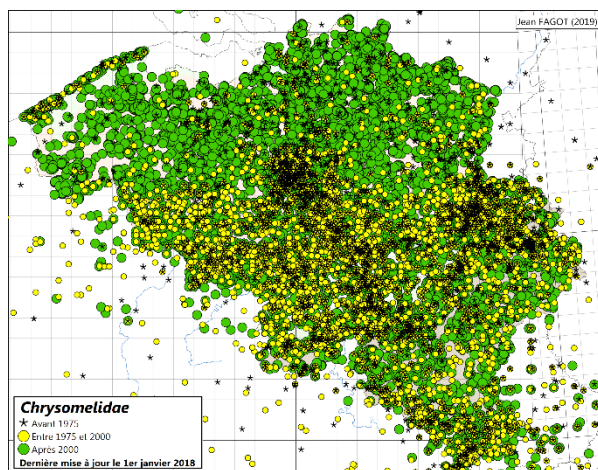 Jean FAGOT (2019)
Chrysomelidae
Avant 1975
Entre 1975 et 2000
Après 2000
Dernière mise à jour le 1er janvier 2018